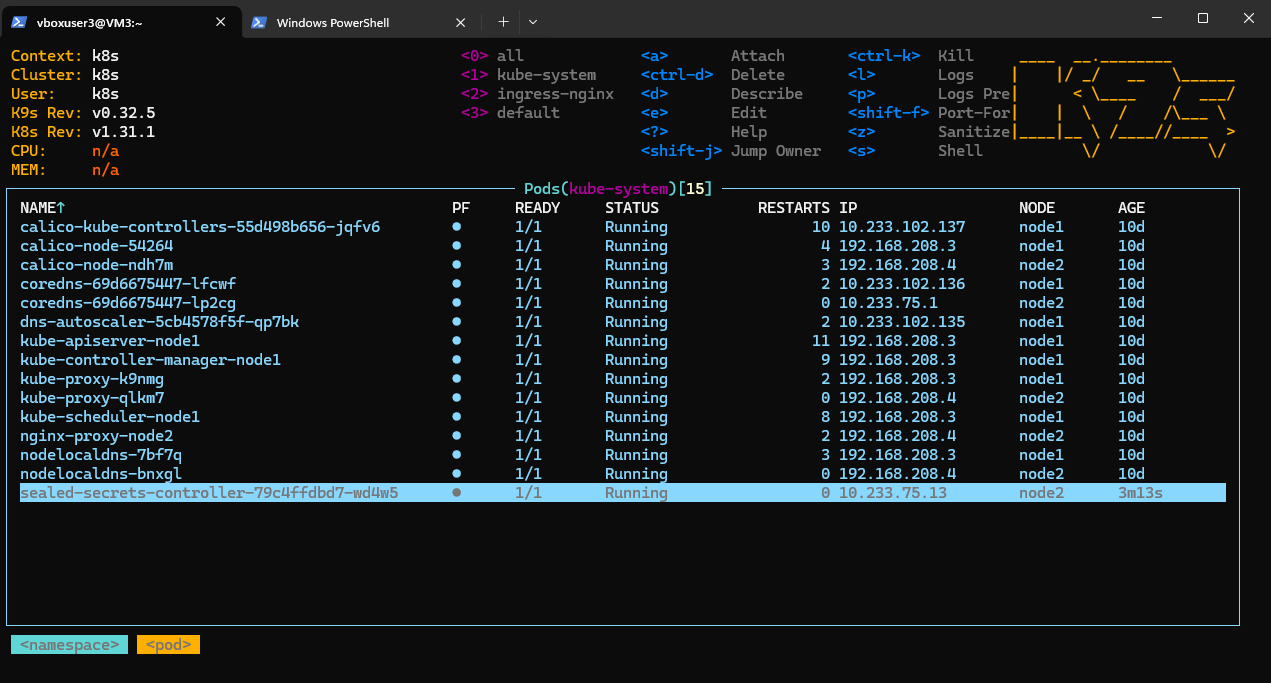 vboxuser3@VM3:~ Windows PowerShell
Context: k8s <0> all <a> Attach <ctrl-k> Kill
Cluster: k8s <1> kube-system <ctrl-d> Delete <l> Logs
User: k8s <2> ingress-nginx <d> Describe <p> Logs Pre
K9s Rev: v0.32.5 <3> default <e> Edit <shift-f> Port-For
K8s Rev: v1.31.1 <?> Help <z> Sanitize
CPU: n/a <shift-j> Jump Owner <s> Shell
MEM: n/a
Pods(kube-system)[15]
NAME↑ PF READY STATUS RESTARTS IP NODE AGE
calico-kube-controllers-55d498b656-jqfv6 ● 1/1 Running 10 10.233.102.137 node1 10d
calico-node-54264 ● 1/1 Running 4 192.168.208.3 node1 10d
calico-node-ndh7m ● 1/1 Running 3 192.168.208.4 node2 10d
coredns-69d6675447-lfcwf ● 1/1 Running 2 10.233.102.136 node1 10d
coredns-69d6675447-lp2cg ● 1/1 Running 0 10.233.75.1 node2 10d
dns-autoscaler-5cb4578f5f-qp7bk ● 1/1 Running 2 10.233.102.135 node1 10d
kube-apiserver-node1 ● 1/1 Running 11 192.168.208.3 node1 10d
kube-controller-manager-node1 ● 1/1 Running 9 192.168.208.3 node1 10d
kube-proxy-k9nmg ● 1/1 Running 2 192.168.208.3 node1 10d
kube-proxy-qlkm7 ● 1/1 Running 0 192.168.208.4 node2 10d
kube-scheduler-node1 ● 1/1 Running 8 192.168.208.3 node1 10d
nginx-proxy-node2 ● 1/1 Running 2 192.168.208.4 node2 10d
nodelocaldns-7bf7q ● 1/1 Running 3 192.168.208.3 node1 10d
nodelocaldns-bnxgl ● 1/1 Running 0 192.168.208.4 node2 10d
sealed-secrets-controller-79c4ffdbd7-wd4w5 ● 1/1 Running 0 10.233.75.13 node2 3m13s
<namespace> <pod>